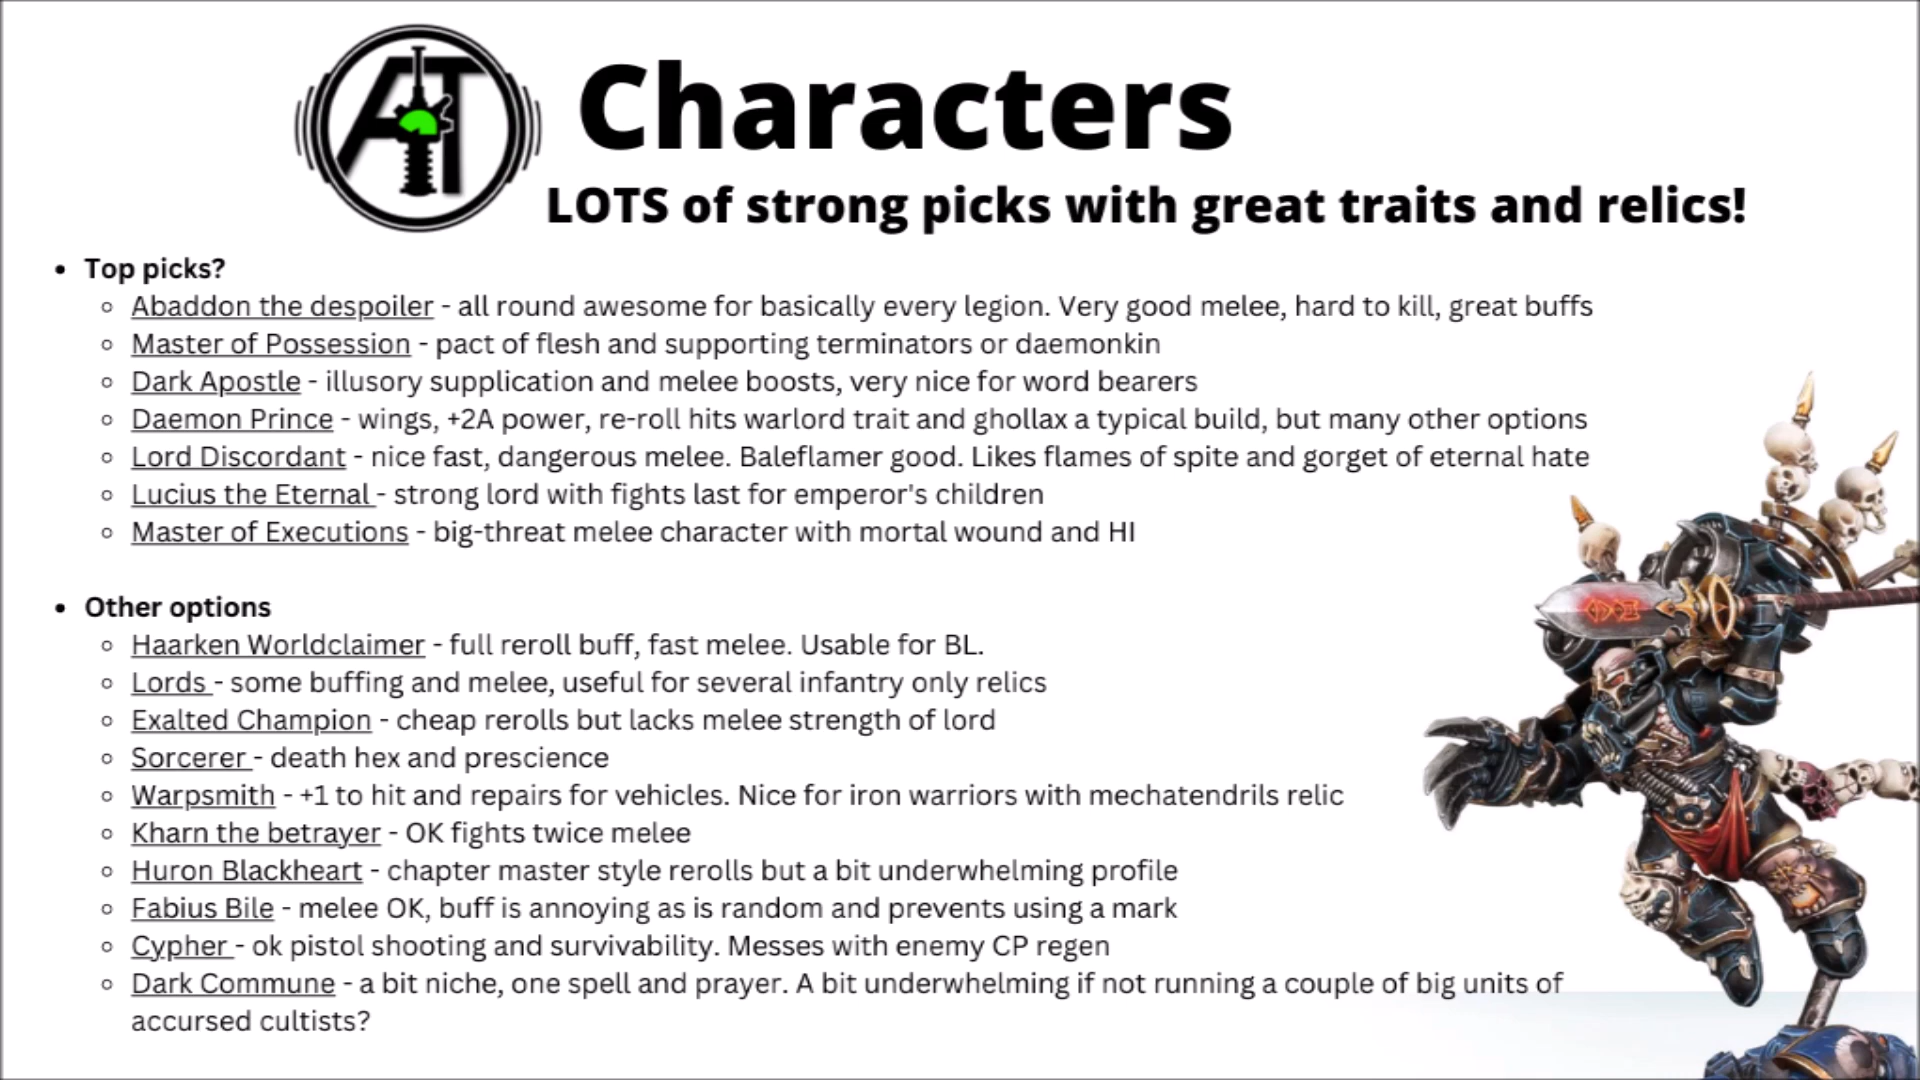 AT
Characters
LOTS of strong picks with great traits and relics!
• Top picks?
◦ Abaddon the despoiler - all round awesome for basically every legion. Very good melee, hard to kill, great buffs
◦ Master of Possession - pact of flesh and supporting terminators or daemonkin
◦ Dark Apostle - illusory supplication and melee boosts, very nice for word bearers
◦ Daemon Prince - wings, +2A power, re-roll hits warlord trait and ghollax a typical build, but many other options
◦ Lord Discordant - nice fast, dangerous melee. Baleflamer good. Likes flames of spite and gorget of eternal hate
◦ Lucius the Eternal - strong lord with fights last for emperor's children
◦ Master of Executions - big-threat melee character with mortal wound and HI
• Other options
◦ Haarken Worldclaimer - full reroll buff, fast melee. Usable for BL.
◦ Lords - some buffing and melee, useful for several infantry only relics
◦ Exalted Champion - cheap rerolls but lacks melee strength of lord
◦ Sorcerer - death hex and prescience
◦ Warpsmith - +1 to hit and repairs for vehicles. Nice for iron warriors with mechatendrils relic
◦ Kharn the betrayer - OK fights twice melee
◦ Huron Blackheart - chapter master style rerolls but a bit underwhelming profile
◦ Fabius Bile - melee OK, buff is annoying as is random and prevents using a mark
◦ Cypher - ok pistol shooting and survivability. Messes with enemy CP regen
◦ Dark Commune - a bit niche, one spell and prayer. A bit underwhelming if not running a couple of big units of
accursed cultists?